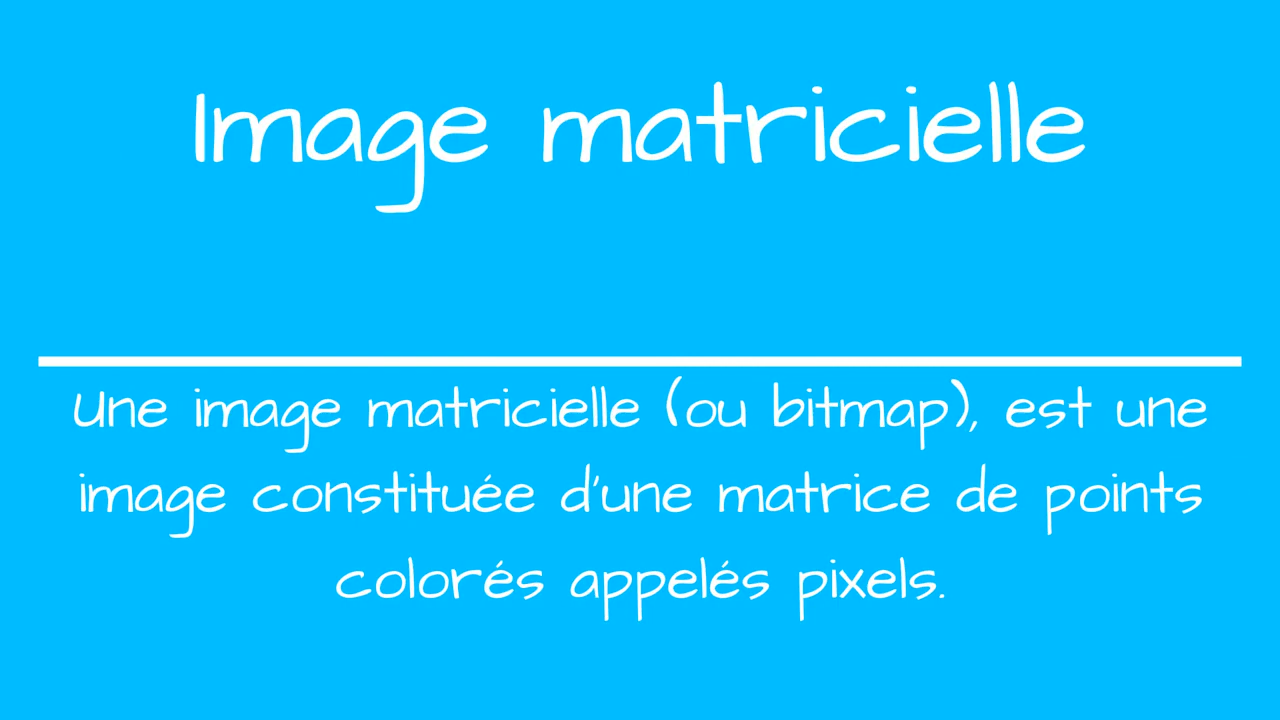 Image matricielle
Une image matricielle (ou bitmap), est une
image constituée d'une matrice de points
colorés appelés pixels.